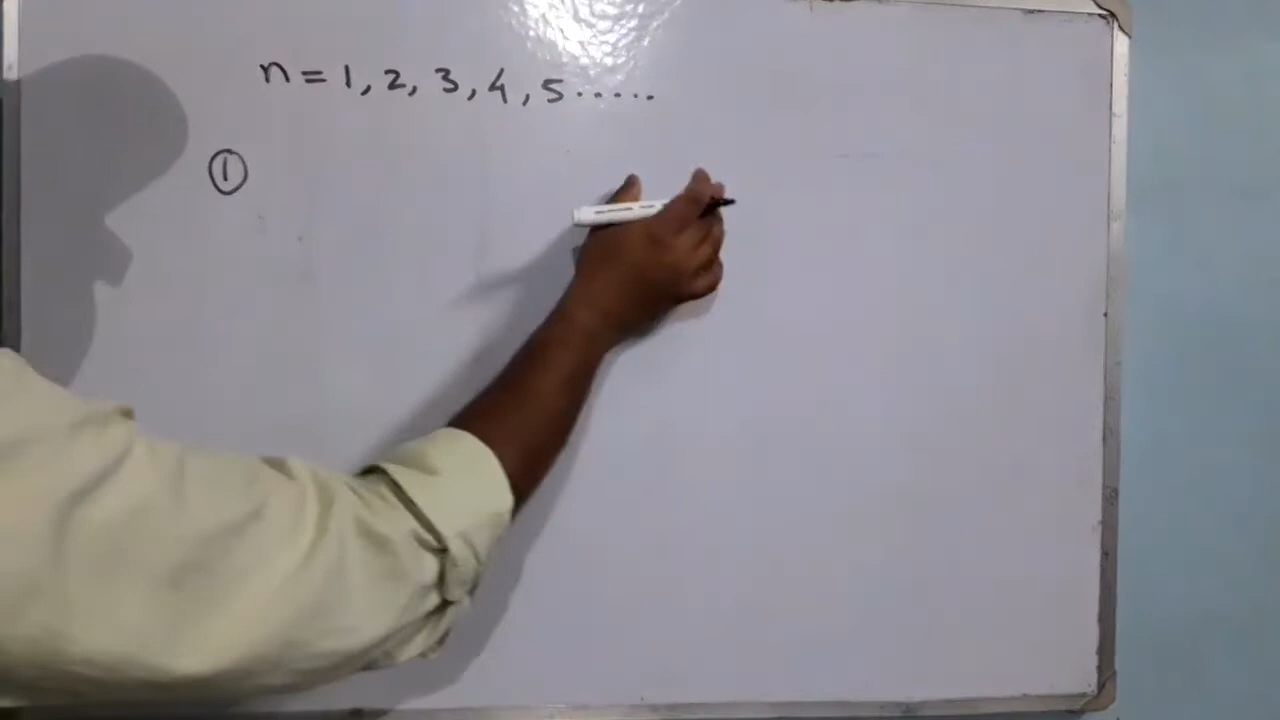 n = 1, 2, 3, 4, 5.....
①